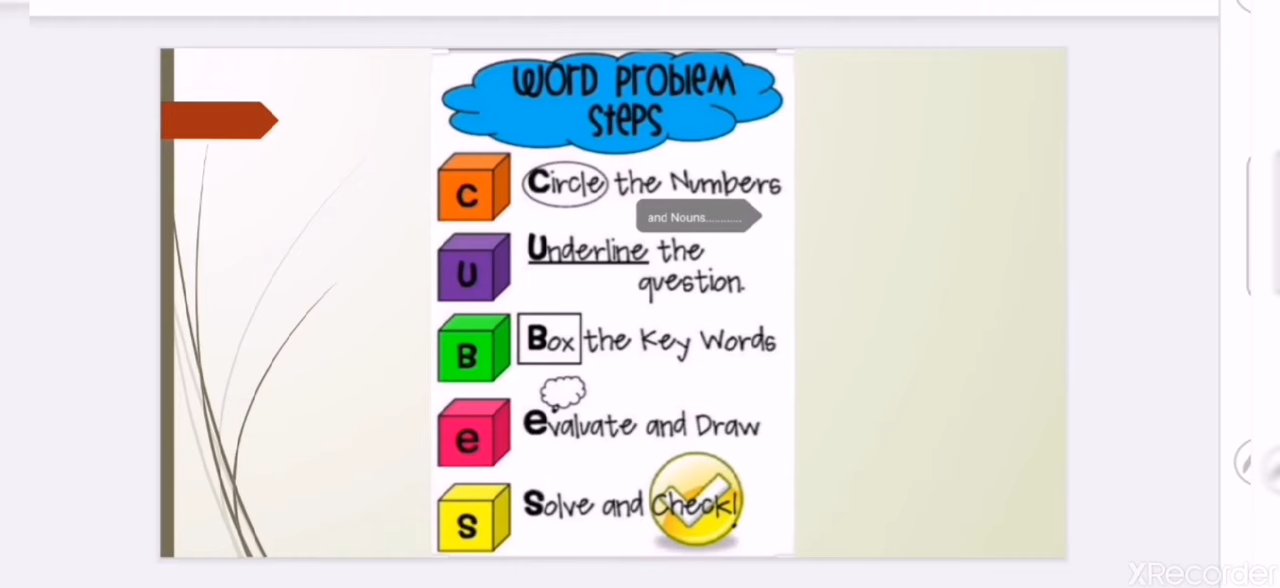 Word Problem
Steps
C Circle the Numbers
and Nouns............
U Underline the
question.
B Box the Key Words
e evaluate and Draw
S Solve and Check!
XRecorder